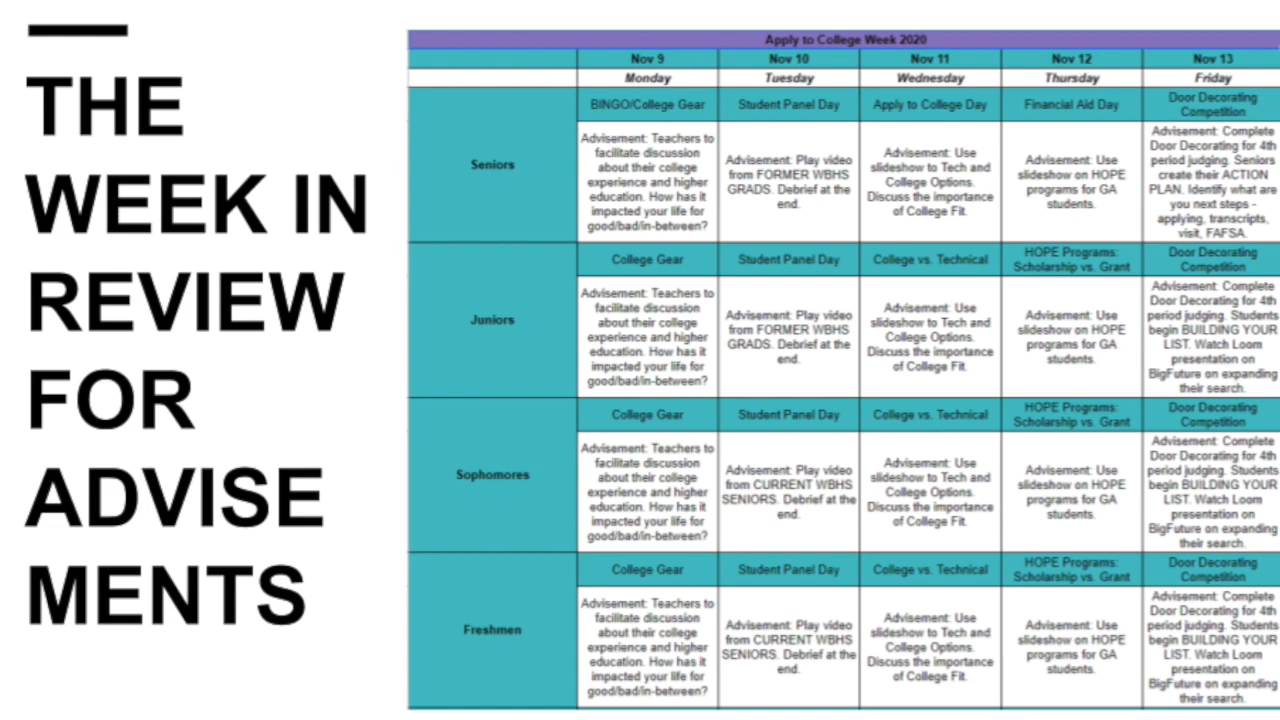 THE
WEEK IN
REVIEW
FOR
ADVISE
MENTS
Apply to College Week 2020
Nov 9 Nov 10 Nov 11 Nov 12 Nov 13
Monday Tuesday Wednesday Thursday Friday
Seniors
BINGO/College Gear
Student Panel Day
Apply to College Day
Financial Aid Day
Door Decorating
Competition
Advisement: Teachers to
facilitate discussion
about their college
experience and higher
education. How has it
impacted your life for
good/bad/in-between?
Advisement: Play video
from FORMER WBHS
GRADS. Debrief at the
end.
Advisement: Use
slideshow to Tech and
College Options.
Discuss the importance
of College Fit.
Advisement: Use
slideshow on HOPE
programs for GA
students.
Advisement: Complete
Door Decorating for 4th
period judging. Seniors
create their ACTION
PLAN. Identify what are
you next steps -
applying, transcripts,
visit, FAFSA.
Juniors
College Gear
Student Panel Day
College vs. Technical
HOPE Programs:
Scholarship vs. Grant
Door Decorating
Competition
Advisement: Teachers to
facilitate discussion
about their college
experience and higher
education. How has it
impacted your life for
good/bad/in-between?
Advisement: Play video
from FORMER WBHS
GRADS. Debrief at the
end.
Advisement: Use
slideshow to Tech and
College Options.
Discuss the importance
of College Fit.
Advisement: Use
slideshow on HOPE
programs for GA
students.
Advisement: Complete
Door Decorating for 4th
period judging. Students
begin BUILDING YOUR
LIST. Watch Loom
presentation on
BigFuture on expanding
their search.
Sophomores
College Gear
Student Panel Day
College vs. Technical
HOPE Programs:
Scholarship vs. Grant
Door Decorating
Competition
Advisement: Teachers to
facilitate discussion
about their college
experience and higher
education. How has it
impacted your life for
good/bad/in-between?
Advisement: Play video
from CURRENT WBHS
SENIORS. Debrief at the
end.
Advisement: Use
slideshow to Tech and
College Options.
Discuss the importance
of College Fit.
Advisement: Use
slideshow on HOPE
programs for GA
students.
Advisement: Complete
Door Decorating for 4th
period judging. Students
begin BUILDING YOUR
LIST. Watch Loom
presentation on
BigFuture on expanding
their search.
Freshmen
College Gear
Student Panel Day
College vs. Technical
HOPE Programs:
Scholarship vs. Grant
Door Decorating
Competition
Advisement: Teachers to
facilitate discussion
about their college
experience and higher
education. How has it
impacted your life for
good/bad/in-between?
Advisement: Play video
from CURRENT WBHS
SENIORS. Debrief at the
end.
Advisement: Use
slideshow to Tech and
College Options.
Discuss the importance
of College Fit.
Advisement: Use
slideshow on HOPE
programs for GA
students.
Advisement: Complete
Door Decorating for 4th
period judging. Students
begin BUILDING YOUR
LIST. Watch Loom
presentation on
BigFuture on expanding
their search.